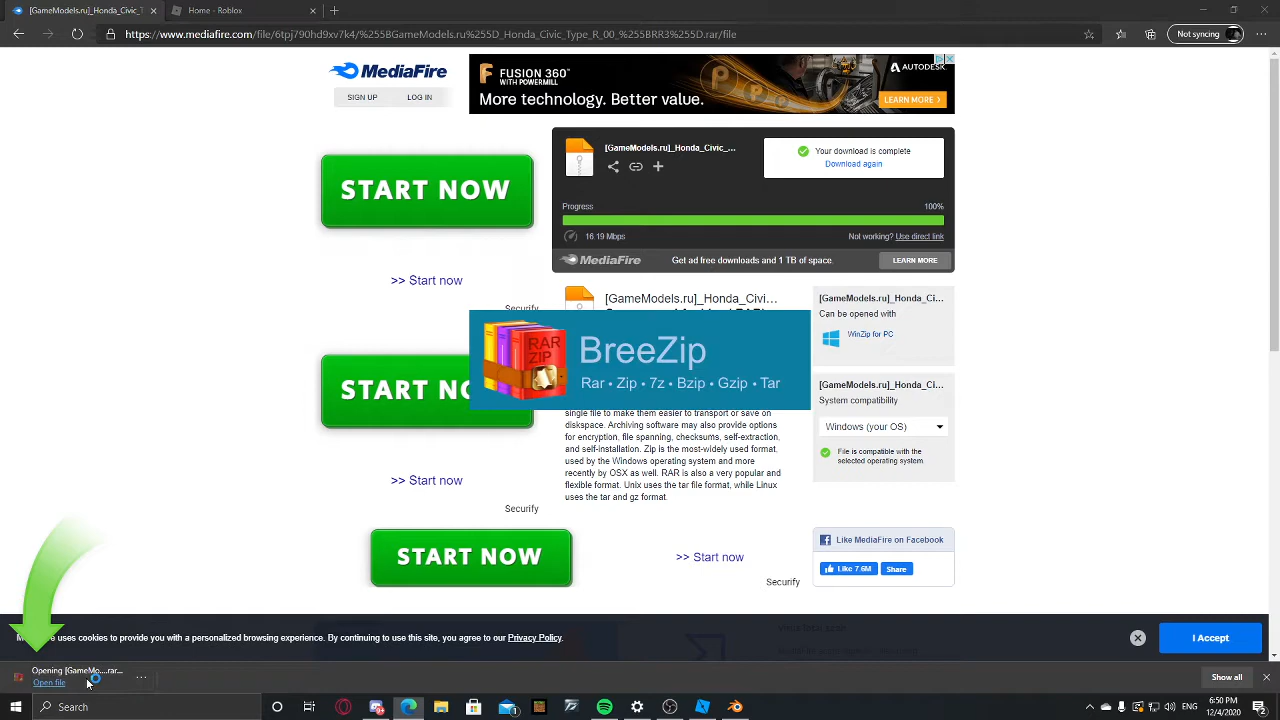 [GameModels.ru]_Honda_Civic_T
Home - Roblox
https://www.mediafire.com/file/6tpj790hd9xv7k4/%255BGameModels.ru%255D_Honda_Civic_Type_R_00_%255BRR3%255D.rar/file
Not syncing
MediaFire
SIGN UP
LOG IN
FUSION 360™
WITH POWERMILL
More technology. Better value.
AUTODESK.
LEARN MORE >
START NOW
>> Start now
Securify
[GameModels.ru]_Honda_Civic_...
Your download is complete
Download again
Progress
100%
16.19 Mbps
Not working? Use direct link
MediaFire
Get ad free downloads and 1 TB of space.
LEARN MORE
[GameModels.ru]_Honda_Civi...
[GameModels.ru]_Honda_Ci...
Can be opened with
WinZip for PC
BreeZip
Rar • Zip • 7z • Bzip • Gzip • Tar
RAR
ZIP
START NO
>> Start now
Securify
single file to make them easier to transport or save on
diskspace. Archiving software may also provide options
for encryption, file spanning, checksums, self-extraction,
and self-installation. Zip is the most-widely used format,
used by the Windows operating system and more
recently by OSX as well. RAR is also a very popular and
flexible format. Unix uses the tar file format, while Linux
uses the tar and gz format.
[GameModels.ru]_Honda_Ci...
System compatibility
Windows (your OS)
File is compatible with the
selected operating system.
START NOW
>> Start now
Securify
Like MediaFire on Facebook
Like 7.6M
Share
uses cookies to provide you with a personalized browsing experience. By continuing to use this site, you agree to our Privacy Policy.
I Accept
Opening [GameMo...rar...
Open file
Show all
Search
ENG
6:50 PM
12/4/2020